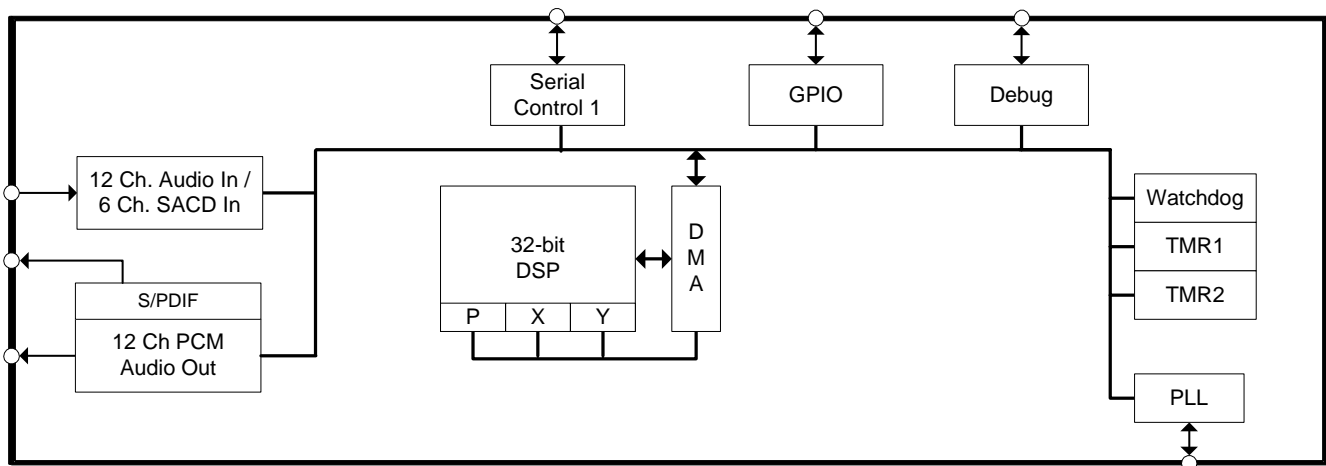 Serial
Control 1
GPIO
Debug
12 Ch. Audio In /
6 Ch. SACD In
S/PDIF
12 Ch PCM
Audio Out
32-bit
DSP
P
X
Y
D
M
A
Watchdog
TMR1
TMR2
PLL